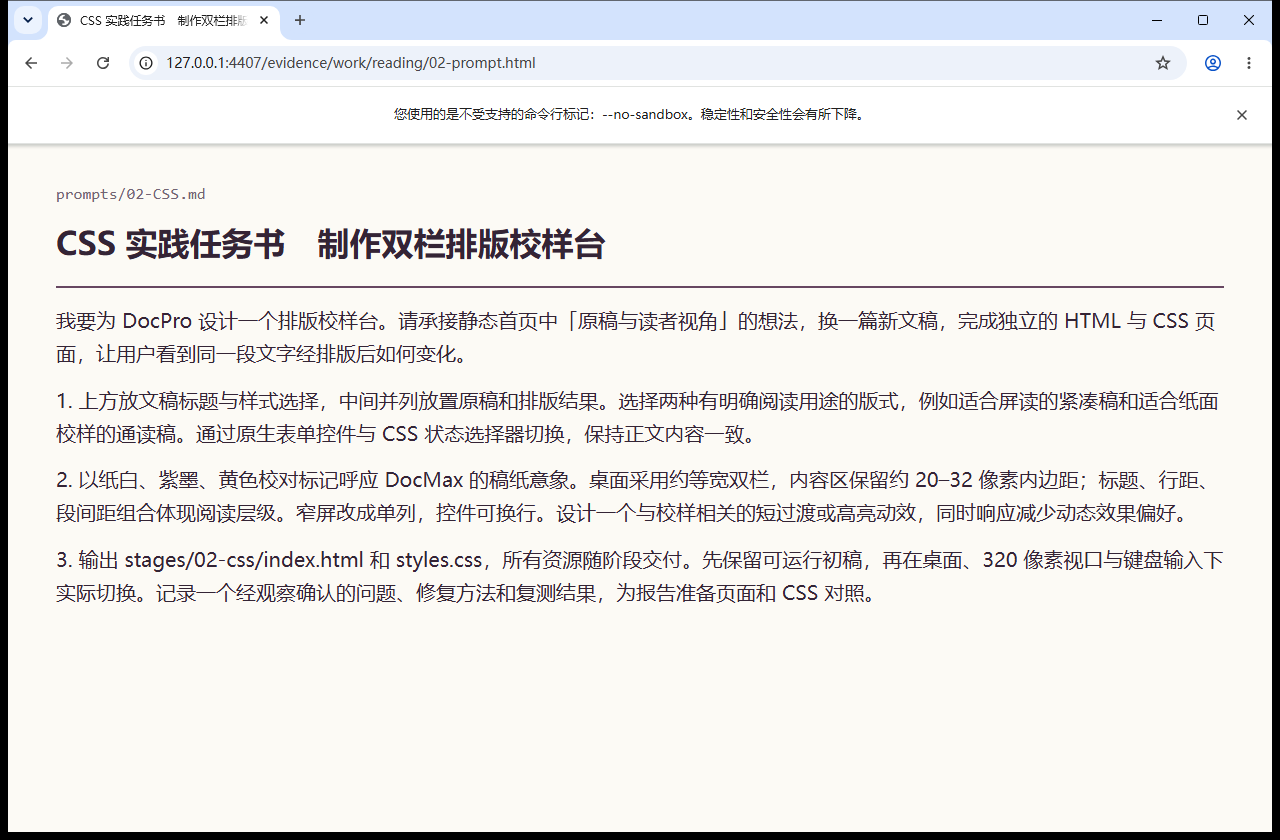 CSS 实践任务书　制作双栏排版
127.0.0.1:4407/evidence/work/reading/02-prompt.html
您使用的是不受支持的命令行标记：--no-sandbox。稳定性和安全性会有所下降。
prompts/02-CSS.md
CSS 实践任务书　制作双栏排版校样台
我要为 DocPro 设计一个排版校样台。请承接静态首页中「原稿与读者视角」的想法，换一篇新文稿，完成独立的 HTML 与 CSS 页
面，让用户看到同一段文字经排版后如何变化。
1. 上方放文稿标题与样式选择，中间并列放置原稿和排版结果。选择两种有明确阅读用途的版式，例如适合屏读的紧凑稿和适合纸面
校样的通读稿。通过原生表单控件与 CSS 状态选择器切换，保持正文内容一致。
2. 以纸白、紫墨、黄色校对标记呼应 DocMax 的稿纸意象。桌面采用约等宽双栏，内容区保留约 20–32 像素内边距；标题、行距、
段间距组合体现阅读层级。窄屏改成单列，控件可换行。设计一个与校样相关的短过渡或高亮动效，同时响应减少动态效果偏好。
3. 输出 stages/02-css/index.html 和 styles.css，所有资源随阶段交付。先保留可运行初稿，再在桌面、320 像素视口与键盘输入下
实际切换。记录一个经观察确认的问题、修复方法和复测结果，为报告准备页面和 CSS 对照。